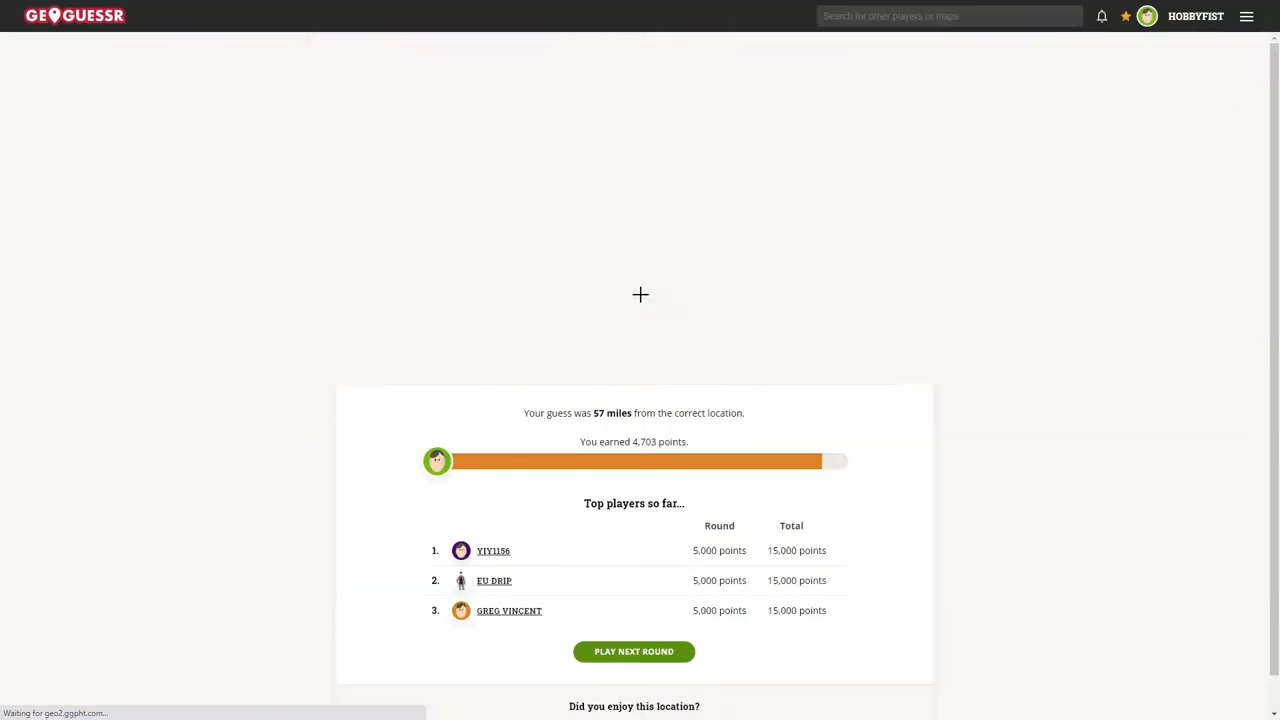 GEOGUESSR
Search for other players or maps
HOBBYFIST
Your guess was 57 miles from the correct location.
You earned 4,703 points.
Top players so far...
Round Total
1. YIY1156 5,000 points 15,000 points
2. EU DRIP 5,000 points 15,000 points
3. GREG VINCENT 5,000 points 15,000 points
PLAY NEXT ROUND
Did you enjoy this location?
Waiting for geo2.ggpht.com...